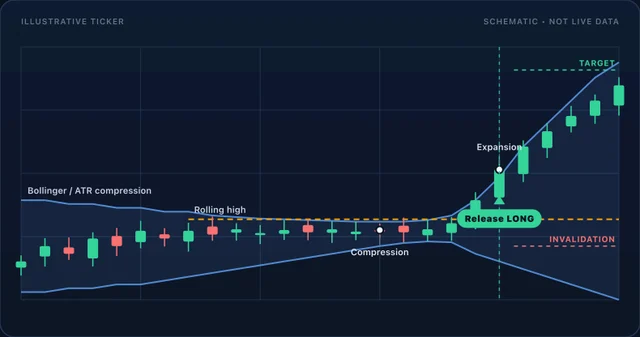 ILLUSTRATIVE TICKER
SCHEMATIC • NOT LIVE DATA
TARGET
Expansion
Bollinger / ATR compression
Rolling high
Release LONG
INVALIDATION
Compression